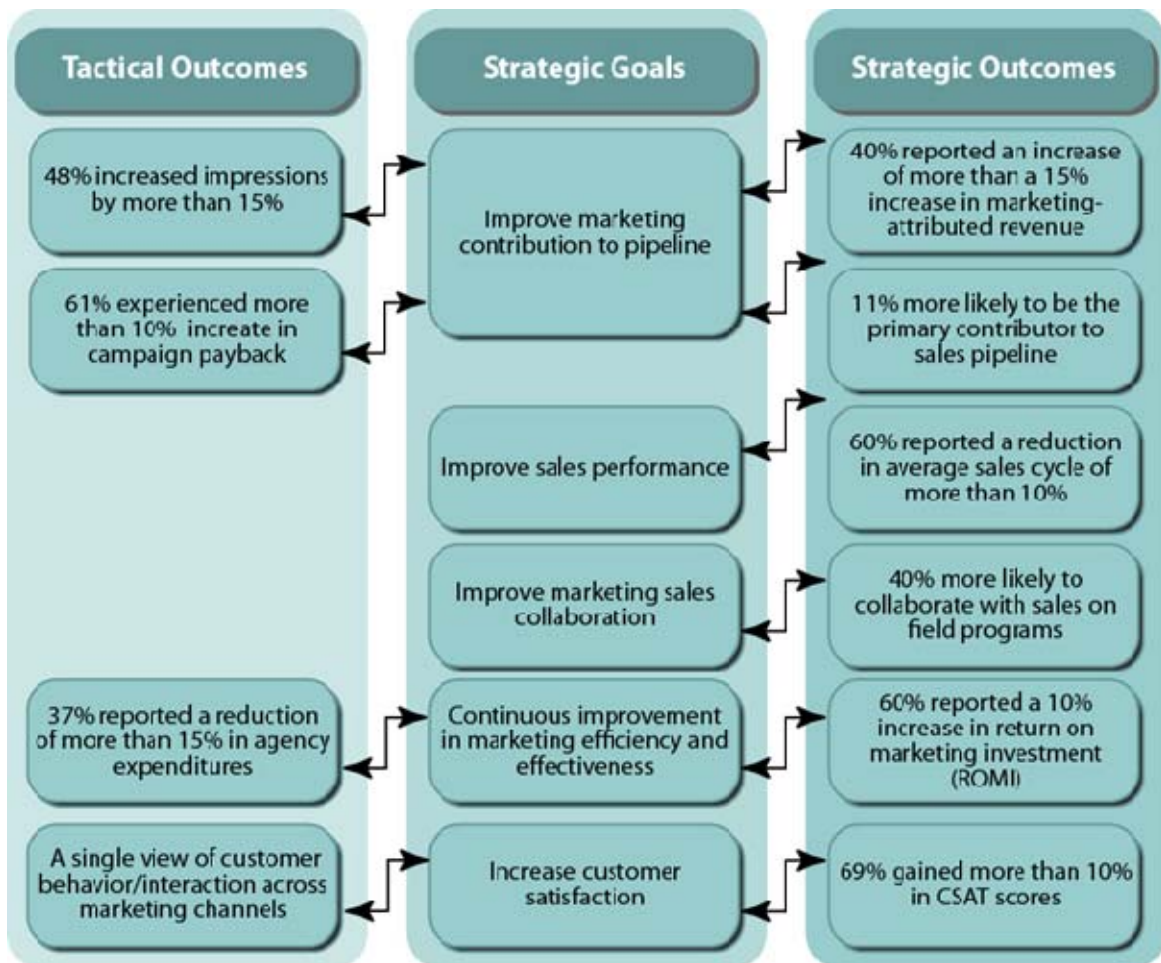 Tactical Outcomes
48% increased impressions
by more than 15%
61% experienced more
than 10% increate in
campaign payback
37% reported a reduction
of more than 15% in agency
expenditures
A single view of customer
behavior/interaction across
marketing channels
Strategic Goals
Improve marketing
contribution to pipeline
Improve sales performance
Improve marketing sales
collaboration
Continuous improvement
in marketing efficiency and
effectiveness
Increase customer
satisfaction
Strategic Outcomes
40% reported an increase
of more than a 15%
increase in marketing-
attributed revenue
11% more likely to be the
primary contributor to
sales pipeline
60% reported a reduction
in average sales cycle of
more than 10%
40% more likely to
collaborate with sales on
field programs
60% reported a 10%
increase in return on
marketing investment
(ROMI)
69% gained more than 10%
in CSAT scores